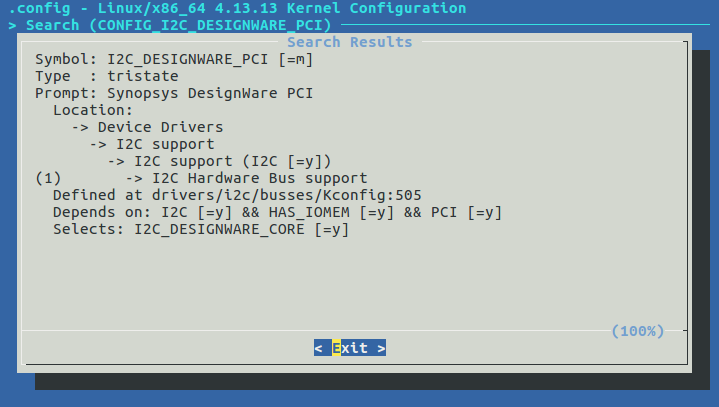 .config - Linux/x86_64 4.13.13 Kernel Configuration
> Search (CONFIG_I2C_DESIGNWARE_PCI)
Search Results
Symbol: I2C_DESIGNWARE_PCI [=m]
Type  : tristate
Prompt: Synopsys DesignWare PCI
Location:
-> Device Drivers
-> I2C support
-> I2C support (I2C [=y])
(1)       -> I2C Hardware Bus support
Defined at drivers/i2c/busses/Kconfig:505
Depends on: I2C [=y] && HAS_IOMEM [=y] && PCI [=y]
Selects: I2C_DESIGNWARE_CORE [=y]
(100%)
< Exit >